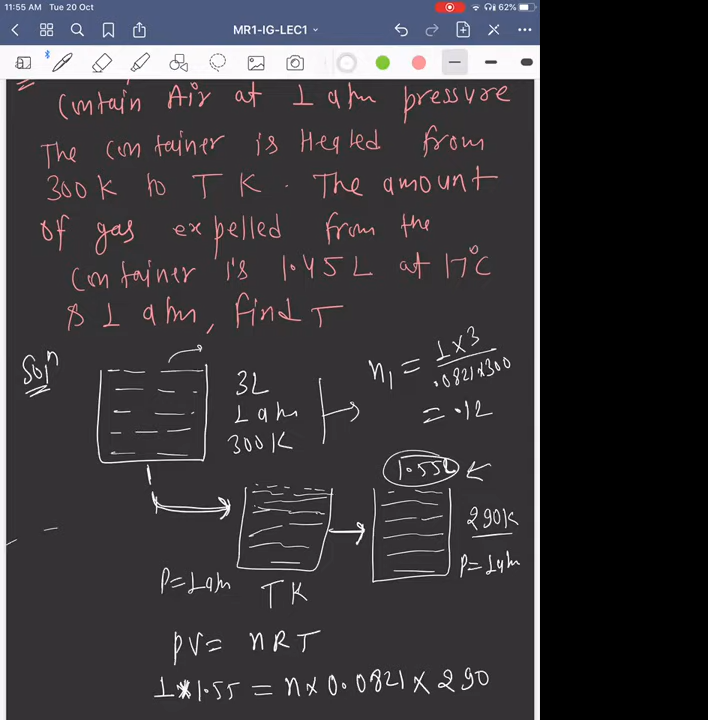 11:55 AM Tue 20 Oct
62%
MR1-IG-LEC1
Contain Air at 1 atm pressure
The container is Heated from
300K to T K. The amount
of gas expelled from the
container is 1.45L at 17°C
& 1 atm, find T
Solⁿ
3L
1 atm
300K
n₁ = 1 × 3 / .0821×300
= .12
1.55L
290K
P=1 atm
P=1 atm
T K
PV = nRT
1×1.55 = n × 0.0821 × 290